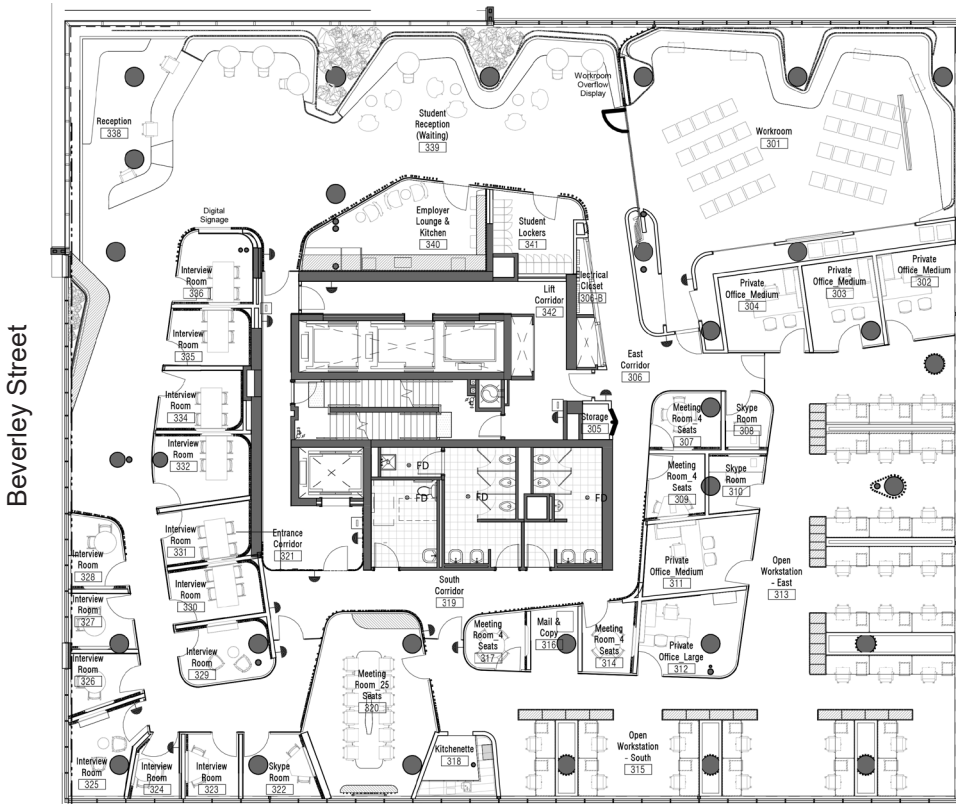 Beverley Street
Reception
338
Student
Reception
(Waiting)
339
Workroom
Overflow
Display
Workroom
301
Digital
Signage
Employer
Lounge &
Kitchen
340
Student
Lockers
341
Electrical
Closet
306-B
Lift
Corridor
342
Private
Office_Medium
304
Private
Office_Medium
303
Private
Office_Medium
302
Interview
Room
336
Interview
Room
335
Interview
Room
334
Interview
Room
332
Interview
Room
331
Interview
Room
330
Interview
Room
329
Interview
Room
328
Interview
Room
327
Interview
Room
326
Interview
Room
325
Interview
Room
324
Interview
Room
323
Skype
Room
322
East
Corridor
306
Storage
305
Meeting
Room_4
Seats
307
Skype
Room
308
Meeting
Room_4
Seats
309
Skype
Room
310
FD
FD
FD
FD
Entrance
Corridor
321
South
Corridor
319
Private
Office_Medium
311
Open
Workstation
- East
313
Private
Office_Large
312
Meeting
Room_4
Seats
317
Mail &
Copy
316
Meeting
Room_4
Seats
314
Meeting
Room_25
Seats
320
Kitchenette
318
Open
Workstation
- South
315